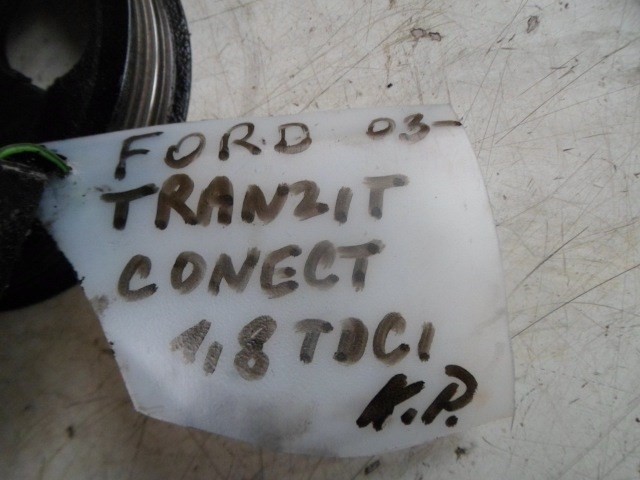 FORD 03-
TRANZIT
CONECT
1,8 TDCI
K.P.